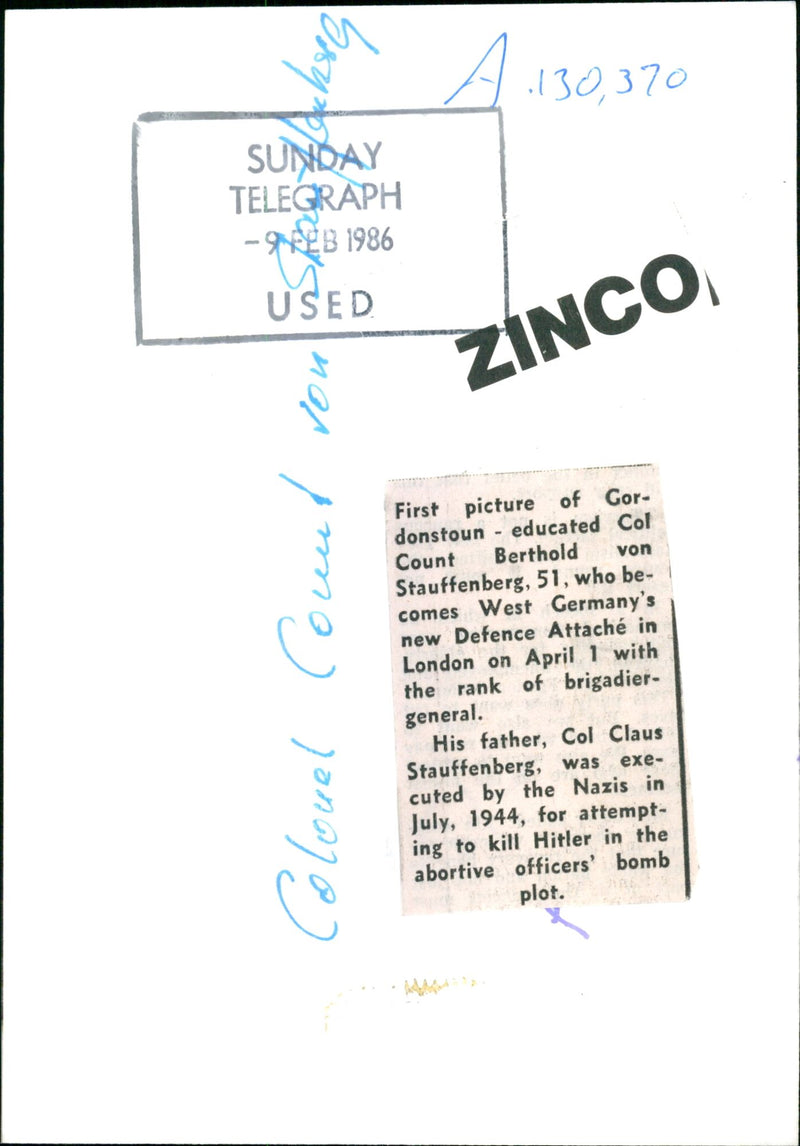 A.130,370
SUNDAY
TELEGRAPH
-9 FEB 1986
USED
ZINCO
Colonel Count von Stauffenberg
First picture of Gor-
donstoun - educated Col
Count Berthold von
Stauffenberg, 51, who be-
comes West Germany's
new Defence Attaché in
London on April 1 with
the rank of brigadier-
general.
His father, Col Claus
Stauffenberg, was exe-
cuted by the Nazis in
July, 1944, for attempt-
ing to kill Hitler in the
abortive officers' bomb
plot.